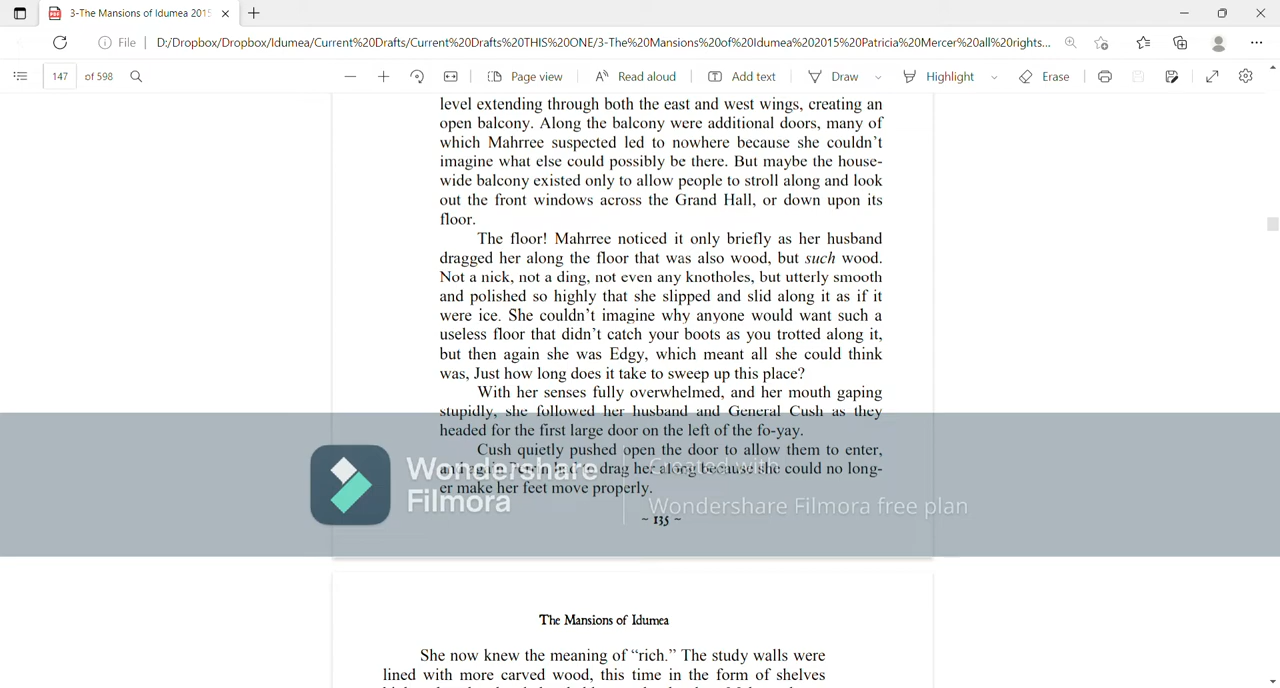 3-The Mansions of Idumea 2015
File
D:/Dropbox/Dropbox/Idumea/Current%20Drafts/Current%20Drafts%20THIS%20ONE/3-The%20Mansions%20of%20Idumea%202015%20Patricia%20Mercer%20all%20rights...
147 of 598
Page view
Read aloud
Add text
Draw
Highlight
Erase
level extending through both the east and west wings, creating an
open balcony. Along the balcony were additional doors, many of
which Mahrree suspected led to nowhere because she couldn't
imagine what else could possibly be there. But maybe the house-
wide balcony existed only to allow people to stroll along and look
out the front windows across the Grand Hall, or down upon its
floor.
The floor! Mahrree noticed it only briefly as her husband
dragged her along the floor that was also wood, but such wood.
Not a nick, not a ding, not even any knotholes, but utterly smooth
and polished so highly that she slipped and slid along it as if it
were ice. She couldn't imagine why anyone would want such a
useless floor that didn't catch your boots as you trotted along it,
but then again she was Edgy, which meant all she could think
was, Just how long does it take to sweep up this place?
With her senses fully overwhelmed, and her mouth gaping
stupidly, she followed her husband and General Cush as they
headed for the first large door on the left of the fo-yay.
Cush quietly pushed open the door to allow them to enter,
and again drag her along because she could no long-
er make her feet move properly.
Wondershare
Filmora
Created with
Wondershare Filmora free plan
~ 135 ~
The Mansions of Idumea
She now knew the meaning of "rich." The study walls were
lined with more carved wood, this time in the form of shelves